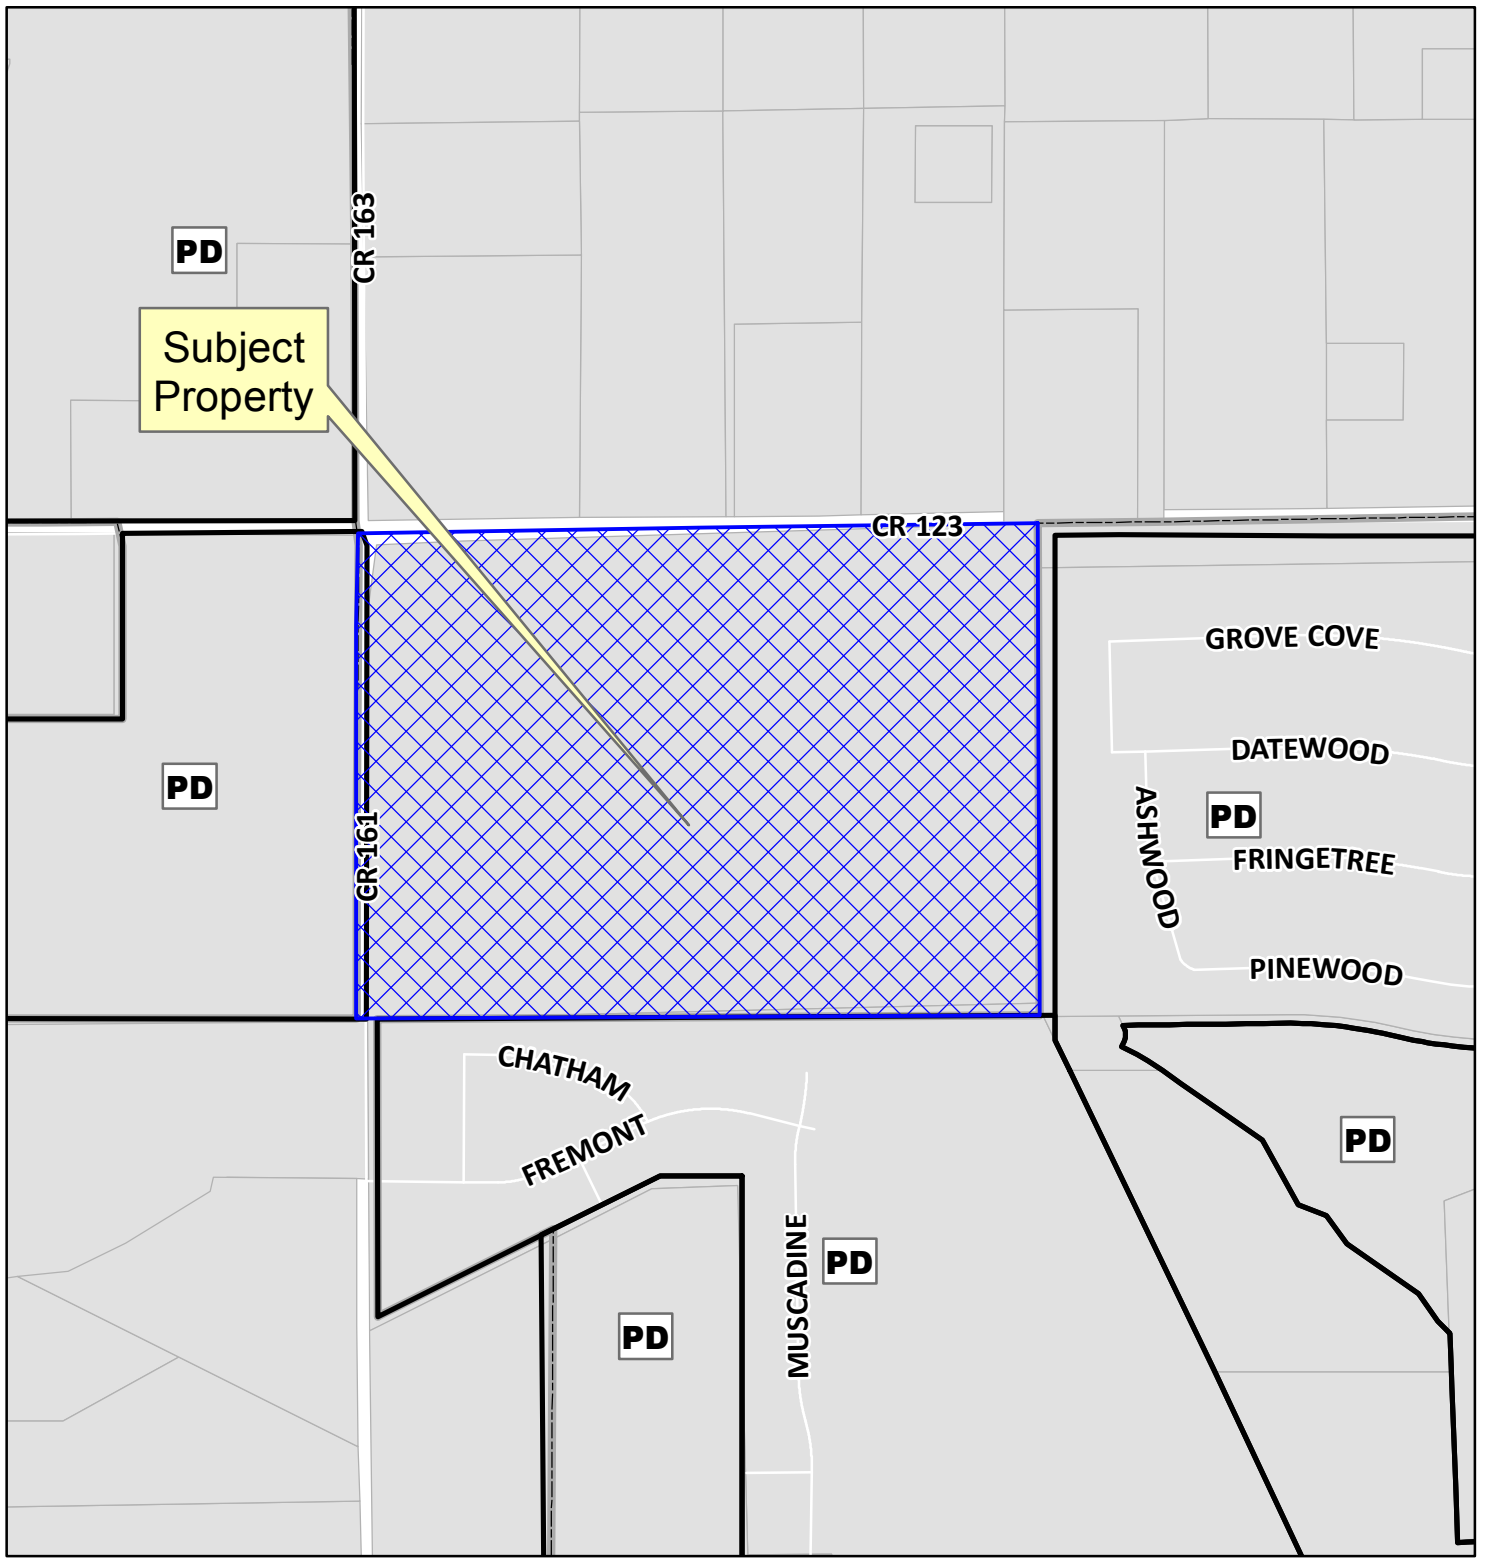 CR 163
PD
Subject
Property
CR 123
GROVE COVE
DATEWOOD
PD
ASHWOOD
PD
CR 161
FRINGETREE
PINEWOOD
CHATHAM
FREMONT
PD
MUSCADINE
PD
PD